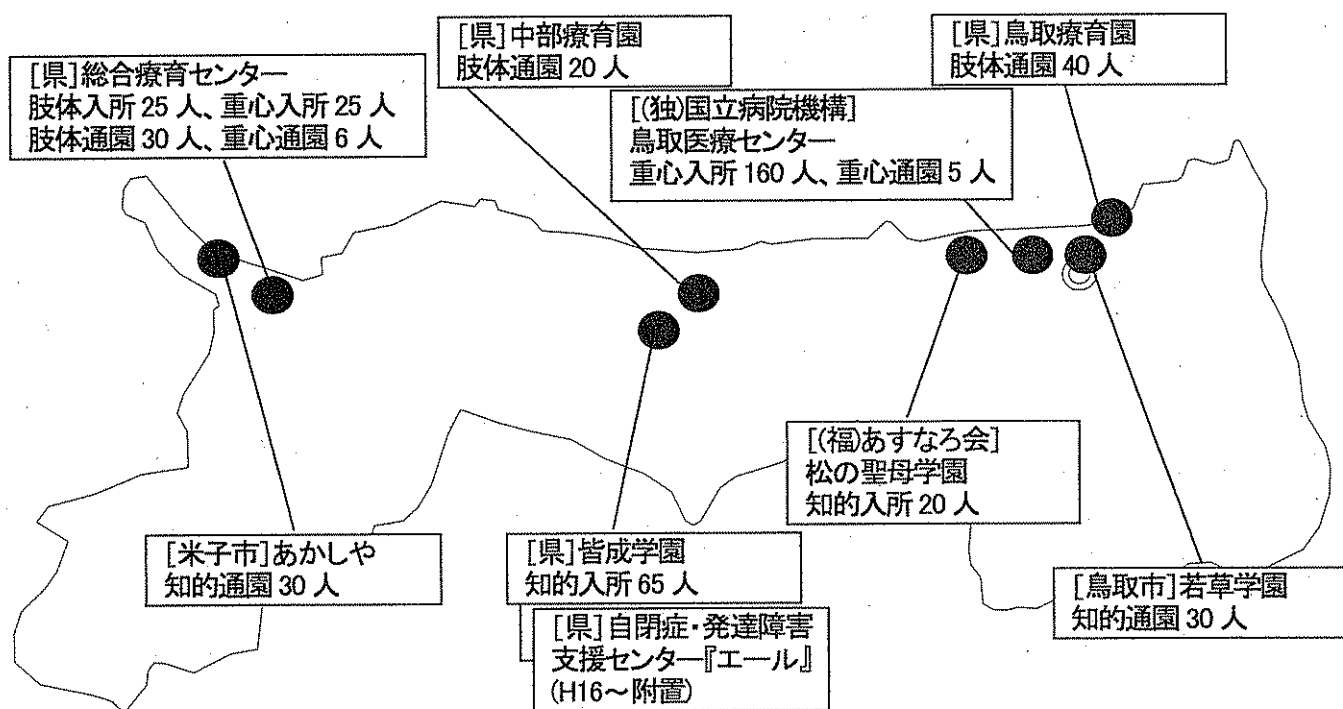 [県]総合療育センター
肢体入所 25 人、重心入所 25 人
肢体通園 30 人、重心通園 6 人
[県]中部療育園
肢体通園 20 人
[(独)国立病院機構]
鳥取医療センター
重心入所 160 人、重心通園 5 人
[県]鳥取療育園
肢体通園 40 人
[米子市]あかしや
知的通園 30 人
[県]皆成学園
知的入所 65 人
[県]自閉症・発達障害
支援センター『エール』
(H16～附置)
[(福)あすなろ会]
松の聖母学園
知的入所 20 人
[鳥取市]若草学園
知的通園 30 人